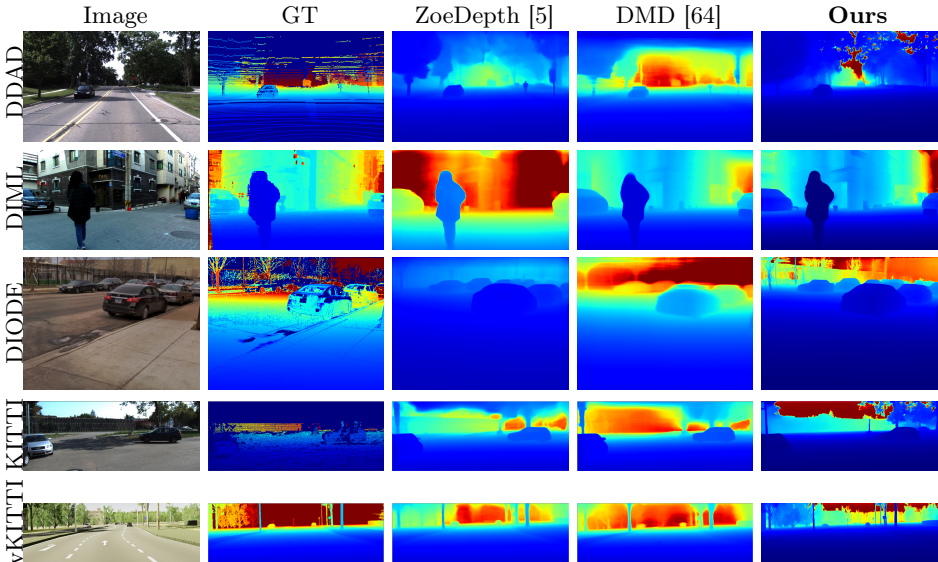 Image GT ZoeDepth [5] DMD [64] Ours
DDAD
DIML
DIODE
KITTI
vKITTI